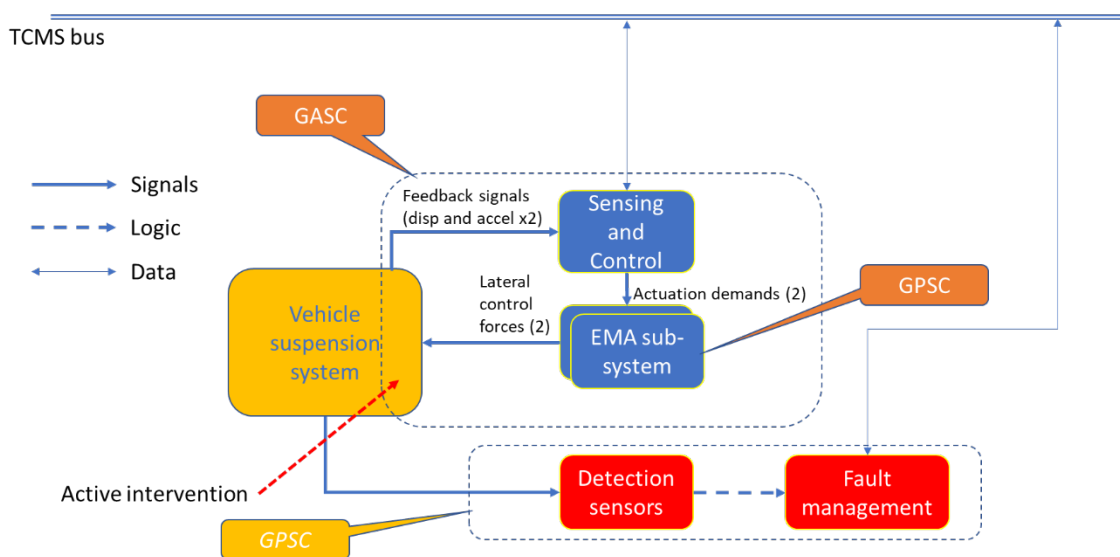 TCMS bus
GASC
Signals
Logic
Data
Feedback signals
(disp and accel x2)
Sensing
and
Control
Lateral
control
forces (2)
Actuation demands (2)
GPSC
Vehicle
suspension
system
EMA sub-
system
Active intervention
Detection
sensors
Fault
management
GPSC